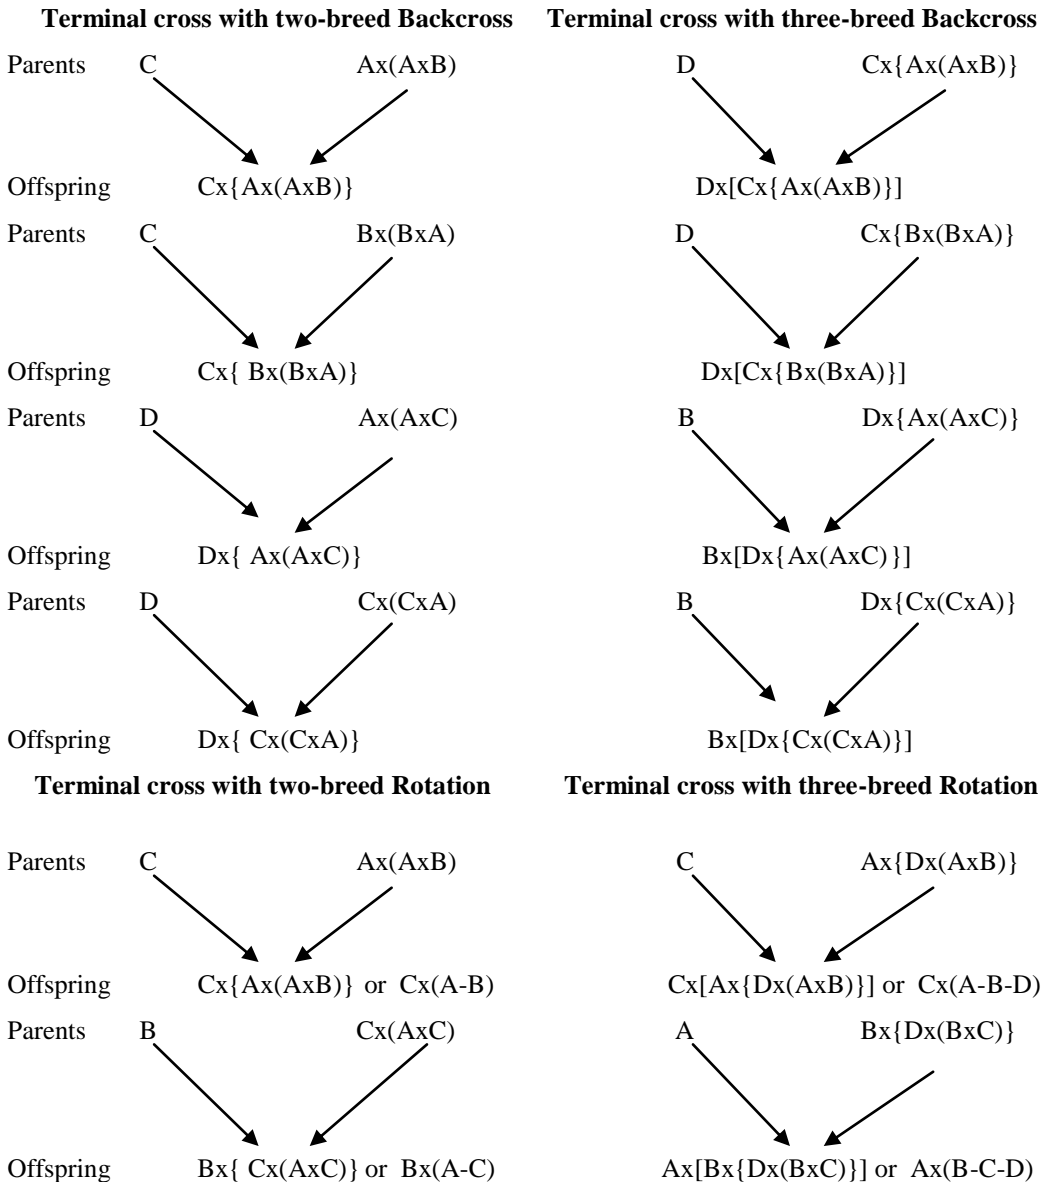 Terminal cross with two-breed Backcross Terminal cross with three-breed Backcross
Parents C Ax(AxB) D Cx{Ax(AxB)}
Offspring Cx{Ax(AxB)} Dx[Cx{Ax(AxB)}]
Parents C Bx(BxA) D Cx{Bx(BxA)}
Offspring Cx{ Bx(BxA)} Dx[Cx{Bx(BxA)}]
Parents D Ax(AxC) B Dx{Ax(AxC)}
Offspring Dx{ Ax(AxC)} Bx[Dx{Ax(AxC)}]
Parents D Cx(CxA) B Dx{Cx(CxA)}
Offspring Dx{ Cx(CxA)} Bx[Dx{Cx(CxA)}]
Terminal cross with two-breed Rotation Terminal cross with three-breed Rotation
Parents C Ax(AxB) C Ax{Dx(AxB)}
Offspring Cx{Ax(AxB)} or Cx(A-B) Cx[Ax{Dx(AxB)}] or Cx(A-B-D)
Parents B Cx(AxC) A Bx{Dx(BxC)}
Offspring Bx{ Cx(AxC)} or Bx(A-C) Ax[Bx{Dx(BxC)}] or Ax(B-C-D)